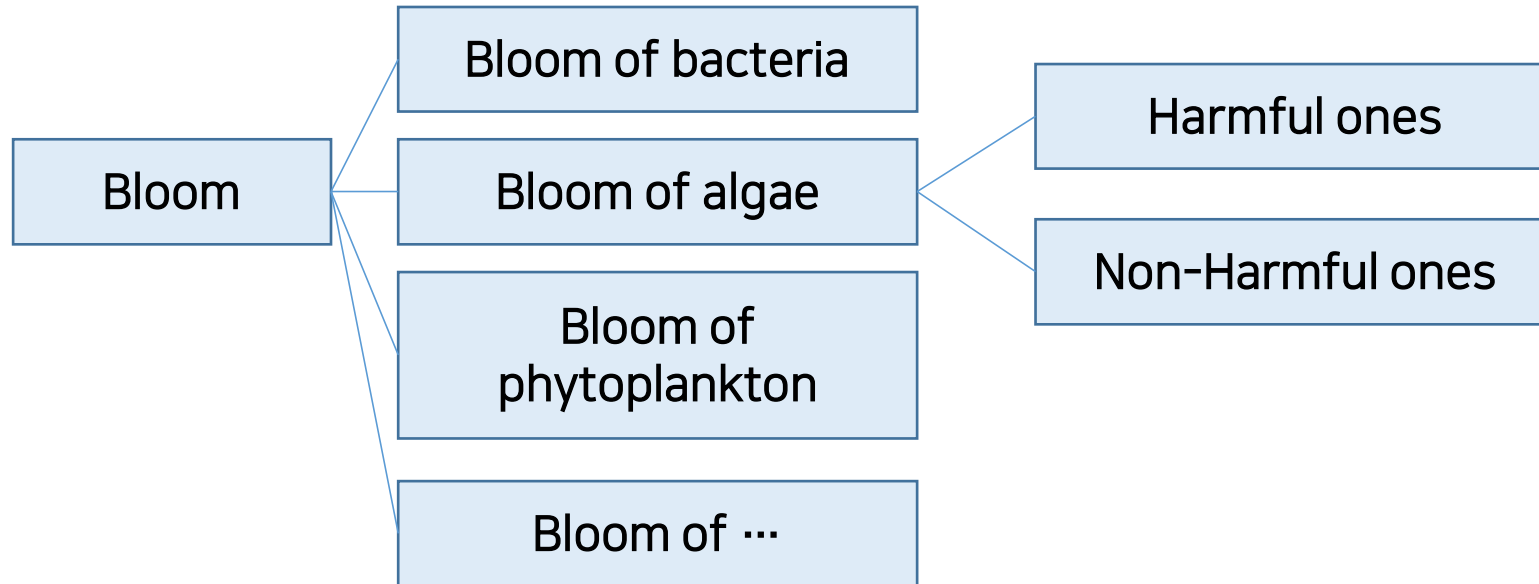 Bloom
Bloom of bacteria
Bloom of algae
Bloom of
phytoplankton
Bloom of ⋯
Harmful ones
Non-Harmful ones